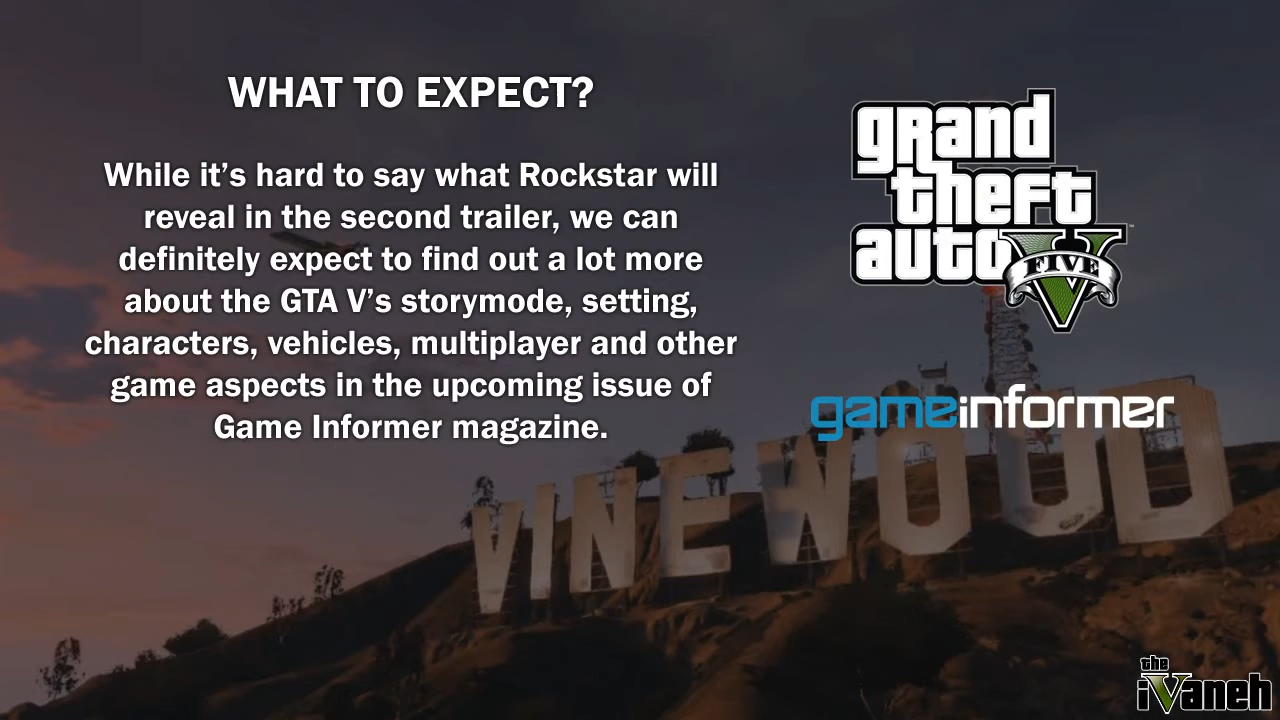 WHAT TO EXPECT?
While it’s hard to say what Rockstar will
reveal in the second trailer, we can
definitely expect to find out a lot more
about the GTA V’s storymode, setting,
characters, vehicles, multiplayer and other
game aspects in the upcoming issue of
Game Informer magazine.
grand
theft
auto V
FIVE
™
gameinformer
VINEWOOD
the
iVaneh